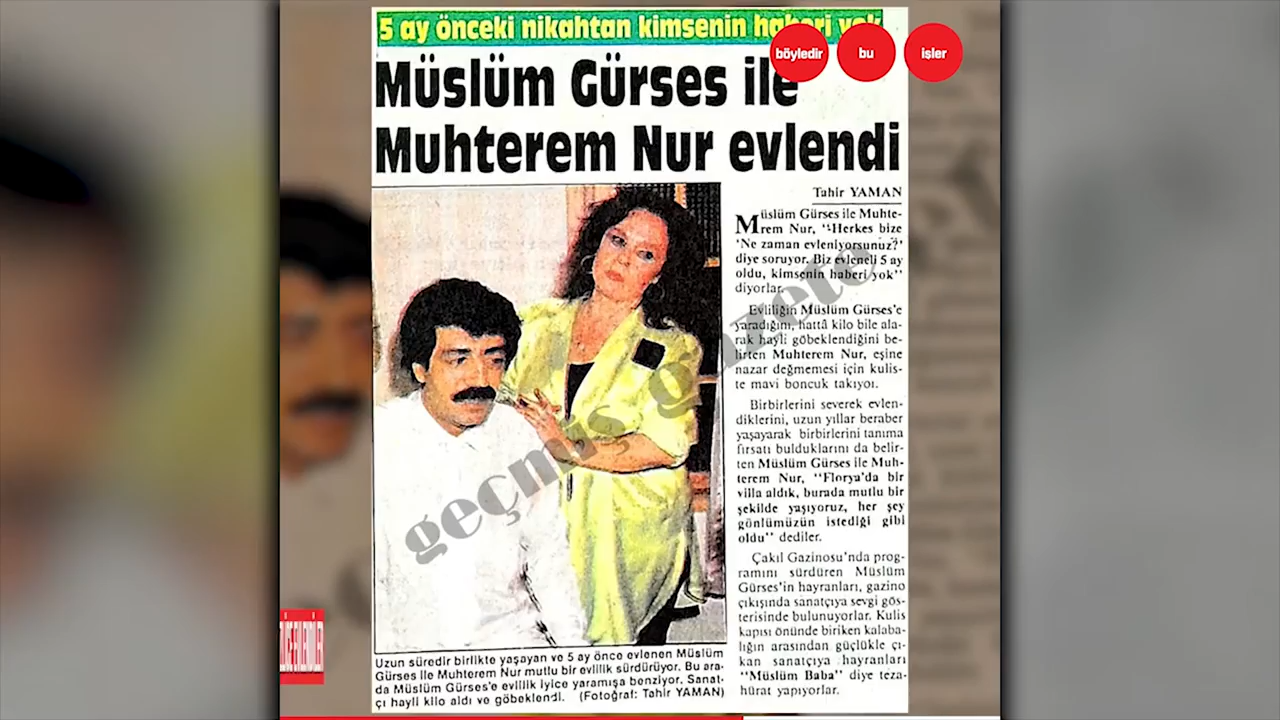 5 ay önceki nikahtan kimsenin haberi yok
böyledir
bu
işler
Müslüm Gürses ile
Muhterem Nur evlendi
Tahir YAMAN
Müslüm Gürses ile Muhte-
rem Nur, "Herkes bize
'Ne zaman evleniyorsunuz?'
diye soruyor. Biz evleneli 5 ay
oldu, kimsenin haberi yok"
diyorlar.
Evliliğin Müslüm Gürses'e
yaradığını, hattâ kilo bile ala-
rak hayli göbeklendiğini be-
lirten Muhterem Nur, eşine
nazar değmemesi için kulis-
te mavi boncuk takıyoı.
Birbirlerini severek evlen-
diklerini, uzun yıllar beraber
yaşayarak birbirlerini tanıma
fırsatı bulduklarını da belir-
ten Müslüm Gürses ile Muh-
terem Nur, "Florya'da bir
villa aldık, burada mutlu bir
şekilde yaşıyoruz, her şey
gönlümüzün istediği gibi
oldu" dediler.
Çakıl Gazinosu'nda prog-
ramını sürdüren Müslüm
Gürses'in hayranları, gazino
çıkışında sanatçıya sevgi gös-
terisinde bulunuyorlar. Kulis
kapısı önünde biriken kalaba-
lığın arasından güçlükle çı-
kan sanatçıya hayranları
"Müslüm Baba" diye teza-
hürat yapıyorlar.
geçmiş gazete
Uzun süredir birlikte yaşayan ve 5 ay önce evlenen Müslüm
Gürses ile Muhterem Nur mutlu bir evlilik sürdürüyor. Bu ara-
da Müslüm Gürses'e evlilik iyice yaramışa benziyor. Sanat-
çı hayli kilo aldı ve göbeklendi. (Fotoğraf: Tahir YAMAN)